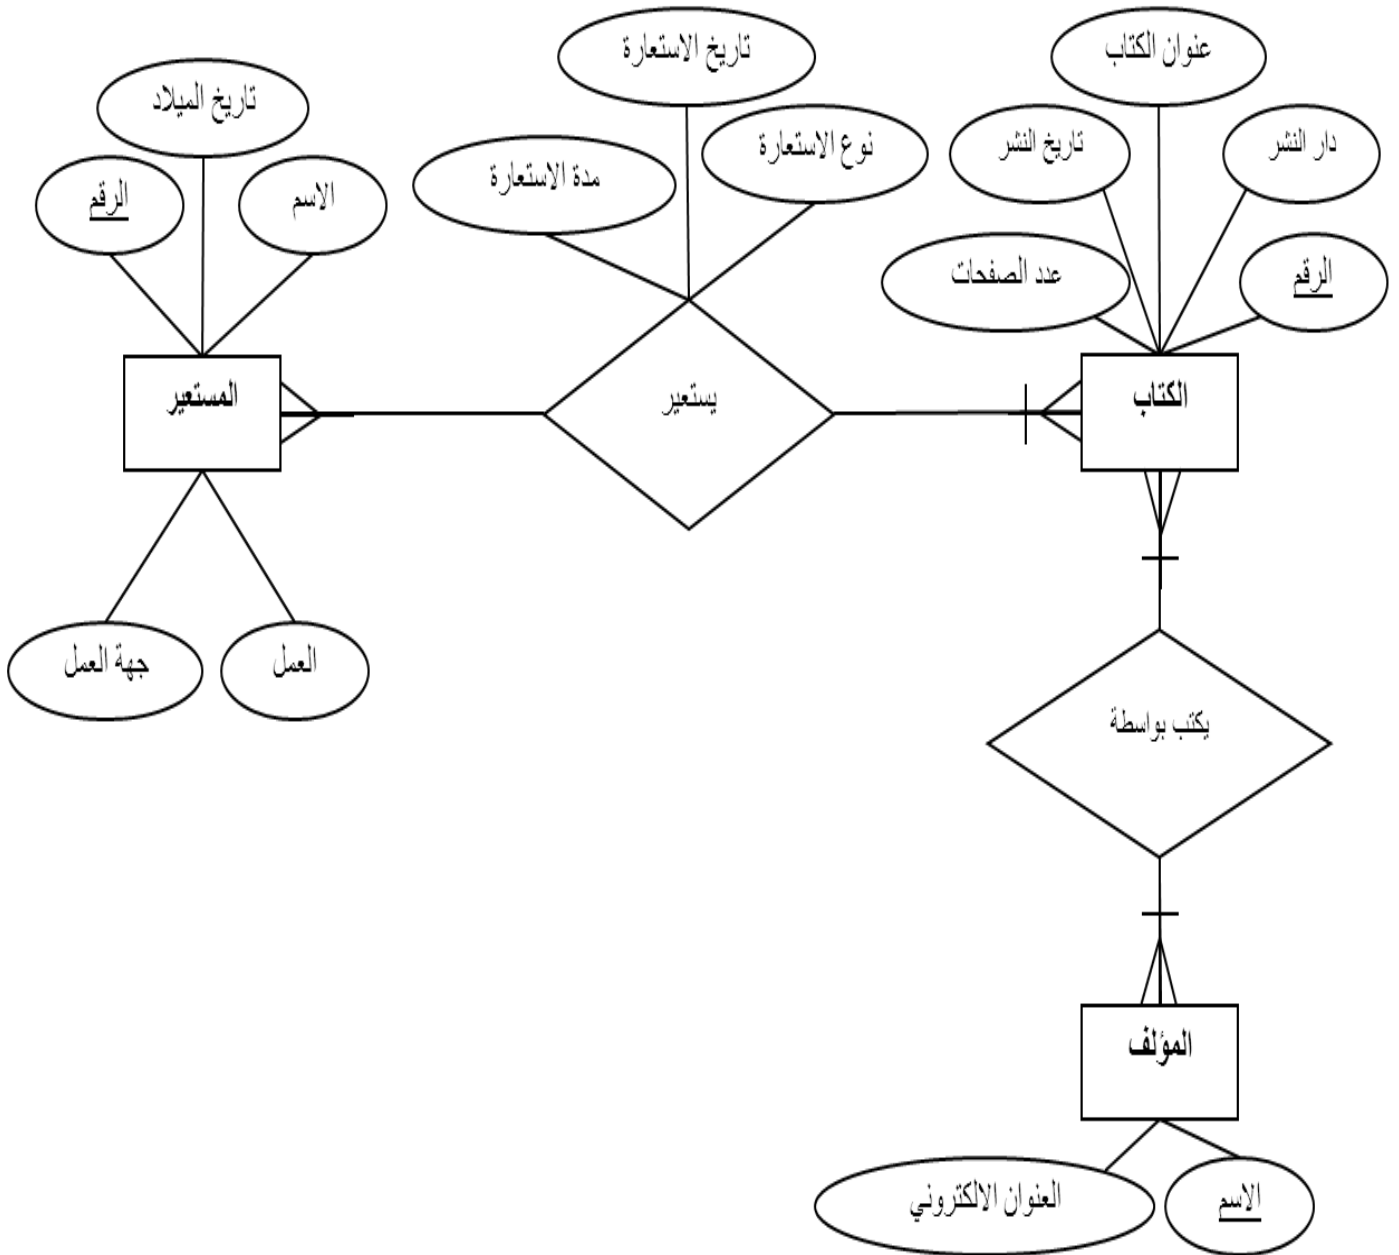 عنوان الكتاب
تاريخ الاستعارة
تاريخ الميلاد
دار النشر
تاريخ النشر
نوع الاستعارة
مدة الاستعارة
الاسم
الرقم
الرقم
عدد الصفحات
الكتاب
يستعير
المستعير
العمل
جهة العمل
يكتب بواسطة
المؤلف
الاسم
العنوان الالكتروني